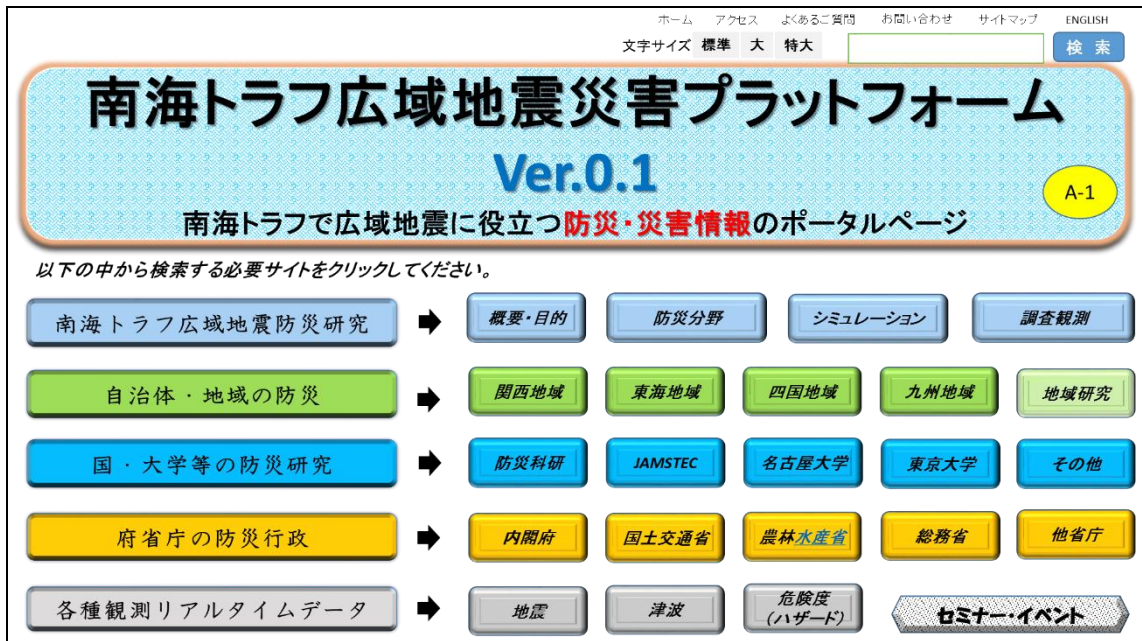 ホーム アクセス よくあるご質問 お問い合わせ サイトマップ ENGLISH
文字サイズ 標準 大 特大 検 索
南海トラフ広域地震災害プラットフォーム
Ver.0.1
A-1
南海トラフで広域地震に役立つ防災・災害情報のポータルページ
以下の中から検索する必要サイトをクリックしてください。
南海トラフ広域地震防災研究 概要・目的 防災分野 シミュレーション 調査観測
自治体・地域の防災 関西地域 東海地域 四国地域 九州地域 地域研究
国・大学等の防災研究 防災科研 JAMSTEC 名古屋大学 東京大学 その他
府省庁の防災行政 内閣府 国土交通省 農林水産省 総務省 他省庁
各種観測リアルタイムデータ 地震 津波 危険度
(ハザード) セミナー・イベント